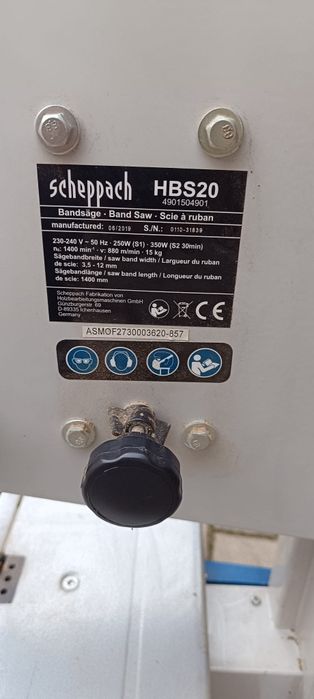 scheppach HBS20
4901504901
Bandsäge · Band Saw · Scie à ruban
manufactured: 06/2019 S./N.: 0110-31839
230-240 V ~ 50 Hz · 250W (S1) · 350W (S2 30min)
n₀: 1400 min⁻¹ · v: 880 m/min · 15 kg
Sägebandbreite / saw band width / Largeur du ruban
de scie: 3,5 - 12 mm
Sägebandlänge / saw band length / Longueur du ruban
de scie: 1400 mm
Scheppach Fabrikation von
Holzbearbeitungsmaschinen GmbH
Günzburgerstr. 69
D-89335 Ichenhausen
Germany
CE
ASMOF2730003620-857